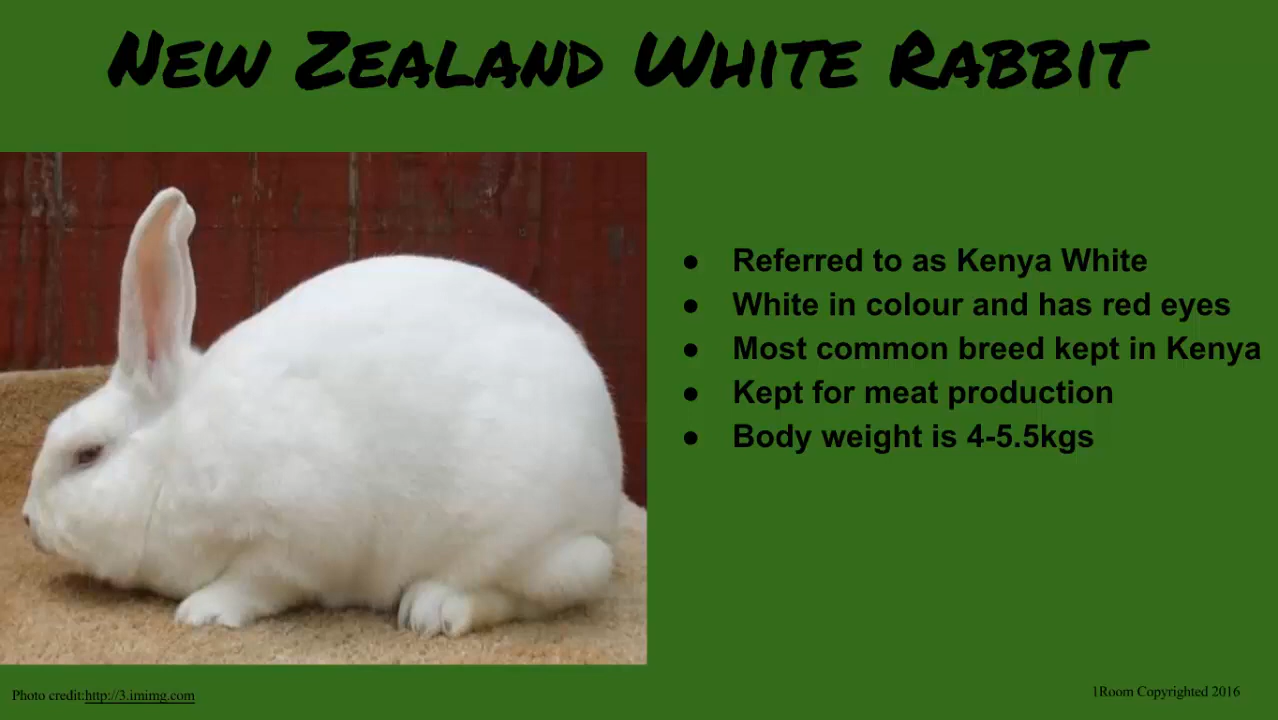 New Zealand White Rabbit
● Referred to as Kenya White
● White in colour and has red eyes
● Most common breed kept in Kenya
● Kept for meat production
● Body weight is 4-5.5kgs
Photo credit:http://3.imimg.com
1Room Copyrighted 2016